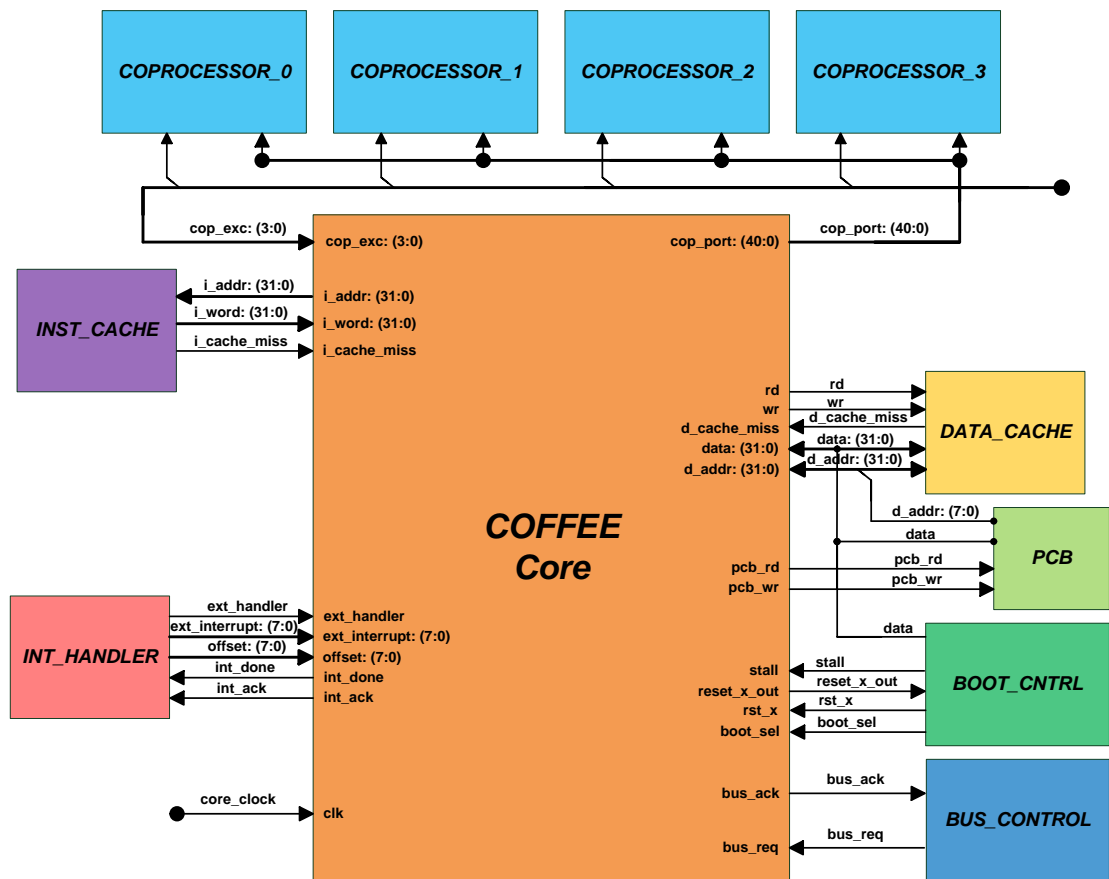 COPROCESSOR_0 COPROCESSOR_1 COPROCESSOR_2 COPROCESSOR_3
cop_exc: (3:0) cop_exc: (3:0) cop_port: (40:0) cop_port: (40:0)
INST_CACHE
i_addr: (31:0) i_addr: (31:0)
i_word: (31:0) i_word: (31:0)
i_cache_miss i_cache_miss
rd rd
wr wr
d_cache_miss d_cache_miss
data: (31:0) data: (31:0)
d_addr: (31:0) d_addr: (31:0)
DATA_CACHE
COFFEE
Core
d_addr: (7:0)
data
pcb_rd pcb_rd
pcb_wr pcb_wr
PCB
INT_HANDLER
ext_handler ext_handler
ext_interrupt: (7:0) ext_interrupt: (7:0)
offset: (7:0) offset: (7:0)
int_done int_done
int_ack int_ack
data
stall stall
reset_x_out reset_x_out
rst_x rst_x
boot_sel boot_sel
BOOT_CNTRL
core_clock clk
bus_ack bus_ack
bus_req bus_req
BUS_CONTROL